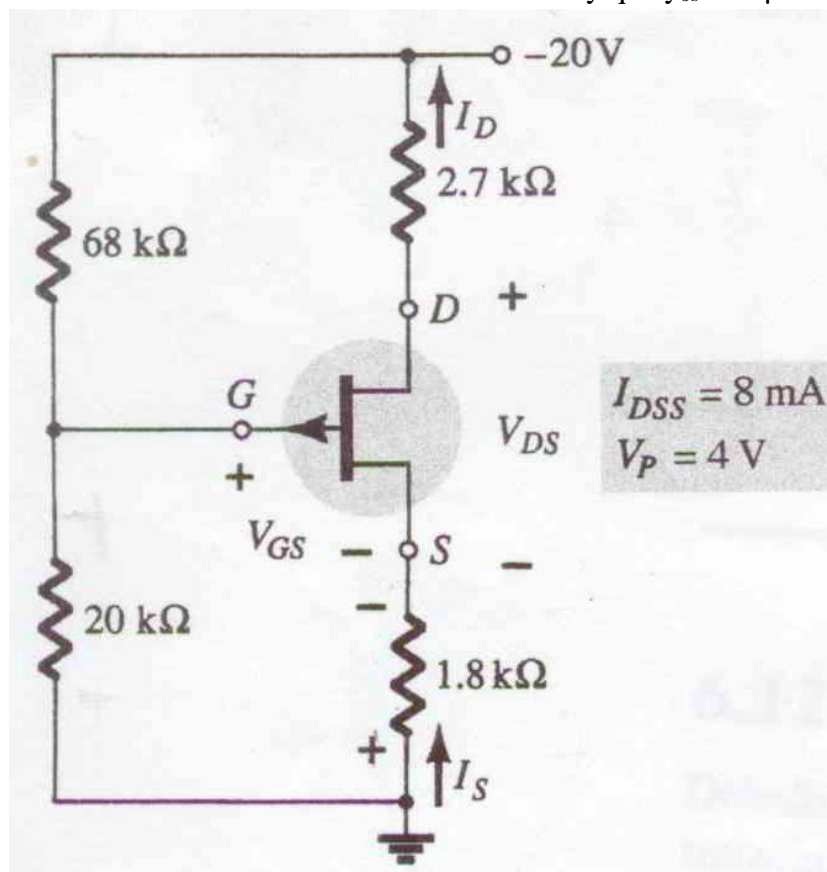 −20 V
I_D
2.7 kΩ
68 kΩ
D +
G
I_DSS = 8 mA
V_DS
V_P = 4 V
+
V_GS − S −
−
20 kΩ
1.8 kΩ
+
I_S